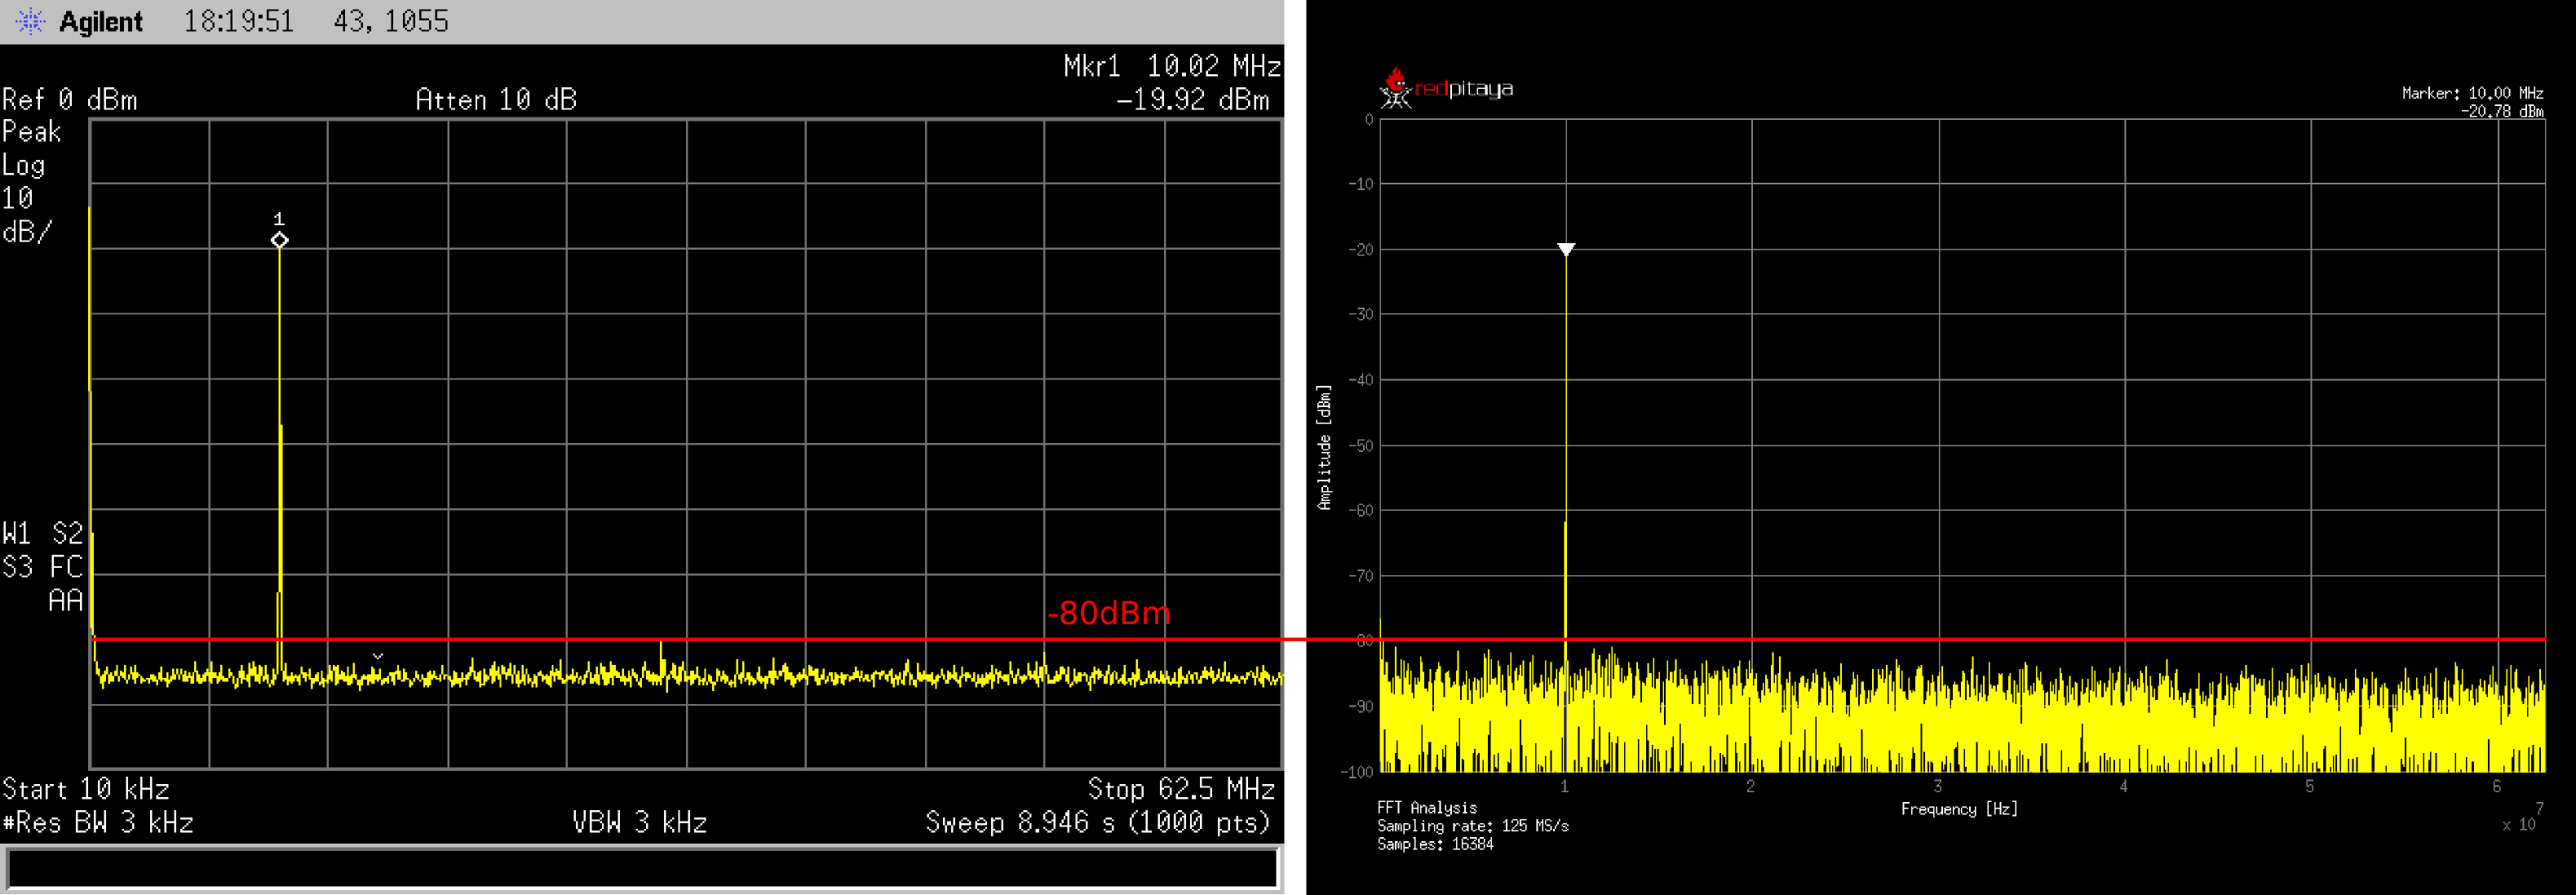 Agilent 18:19:51 43, 1055
Mkr1 10.02 MHz
Ref 0 dBm Atten 10 dB -19.92 dBm
Peak
Log
10
dB/
1
W1 S2
S3 FC
AA
-80dBm
Start 10 kHz Stop 62.5 MHz
#Res BW 3 kHz VBW 3 kHz Sweep 8.946 s (1000 pts)
redpitaya
Marker: 10.00 MHz
-20.78 dBm
0
-10
-20
-30
-40
-50
-60
-70
-80
-90
-100
Amplitude [dBm]
1 2 3 4 5 6
Frequency [Hz]
x 10 7
FFT Analysis
Sampling rate: 125 MS/s
Samples: 16384